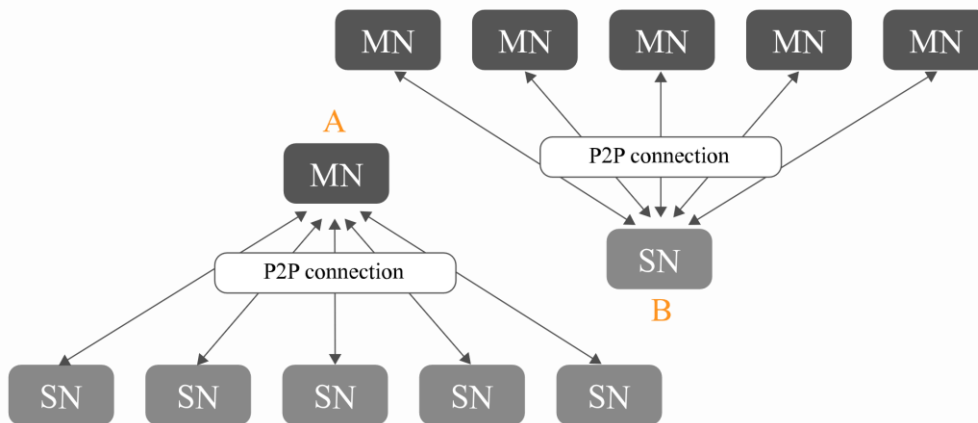 MN MN MN MN MN
P2P connection
SN
B
A
MN
P2P connection
SN SN SN SN SN